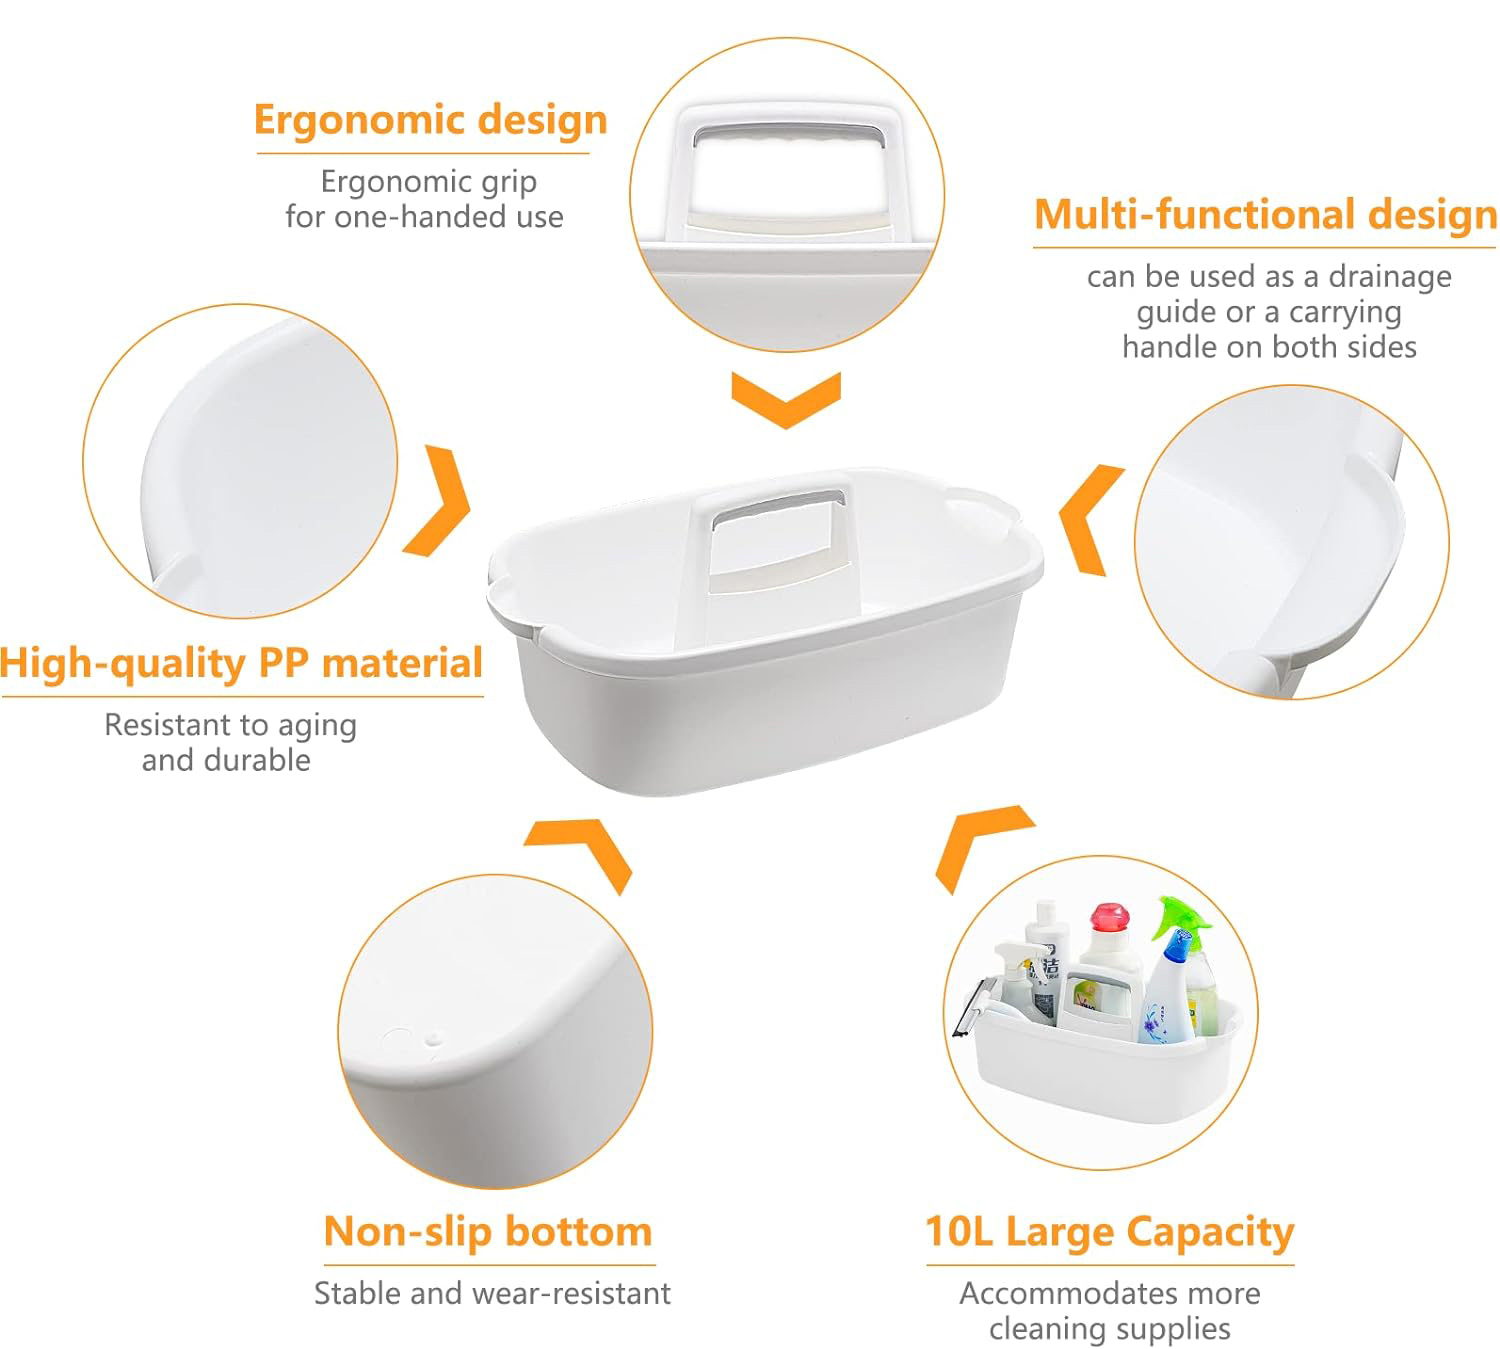 Ergonomic design
Ergonomic grip
for one-handed use
Multi-functional design
can be used as a drainage
guide or a carrying
handle on both sides
High-quality PP material
Resistant to aging
and durable
Non-slip bottom
Stable and wear-resistant
10L Large Capacity
Accommodates more
cleaning supplies